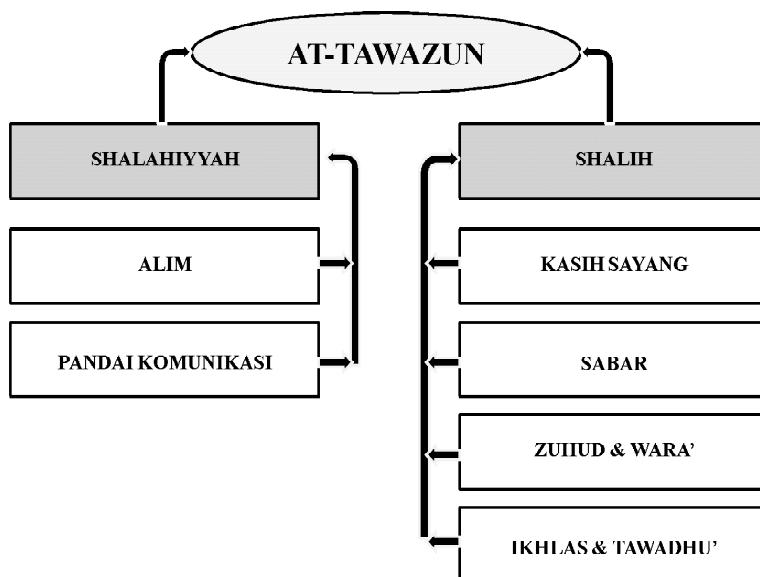 AT-TAWAZUN
SHALAHIYYAH
ALIM
PANDAI KOMUNIKASI
SHALIH
KASIH SAYANG
SABAR
ZUHUD & WARA’
IKHLAS & TAWADHU’